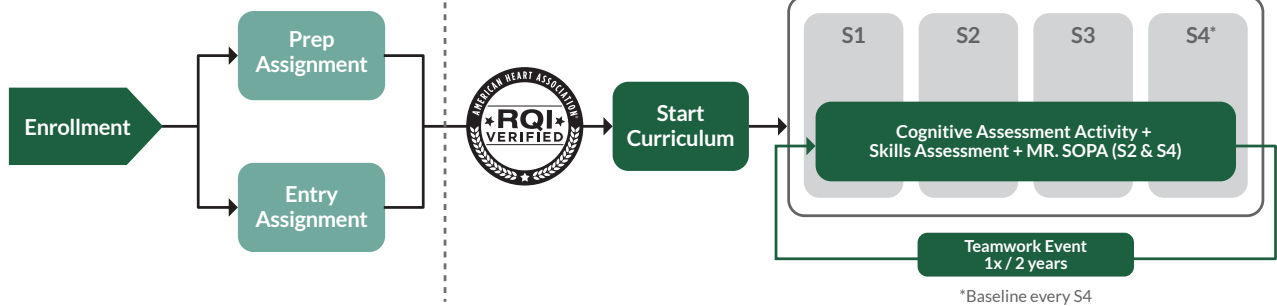 Enrollment
Prep
Assignment
Entry
Assignment
AMERICAN HEART ASSOCIATION®
RQI
VERIFIED
Start
Curriculum
S1
S2
S3
S4*
Cognitive Assessment Activity +
Skills Assessment + MR. SOPA (S2 & S4)
Teamwork Event
1x / 2 years
*Baseline every S4